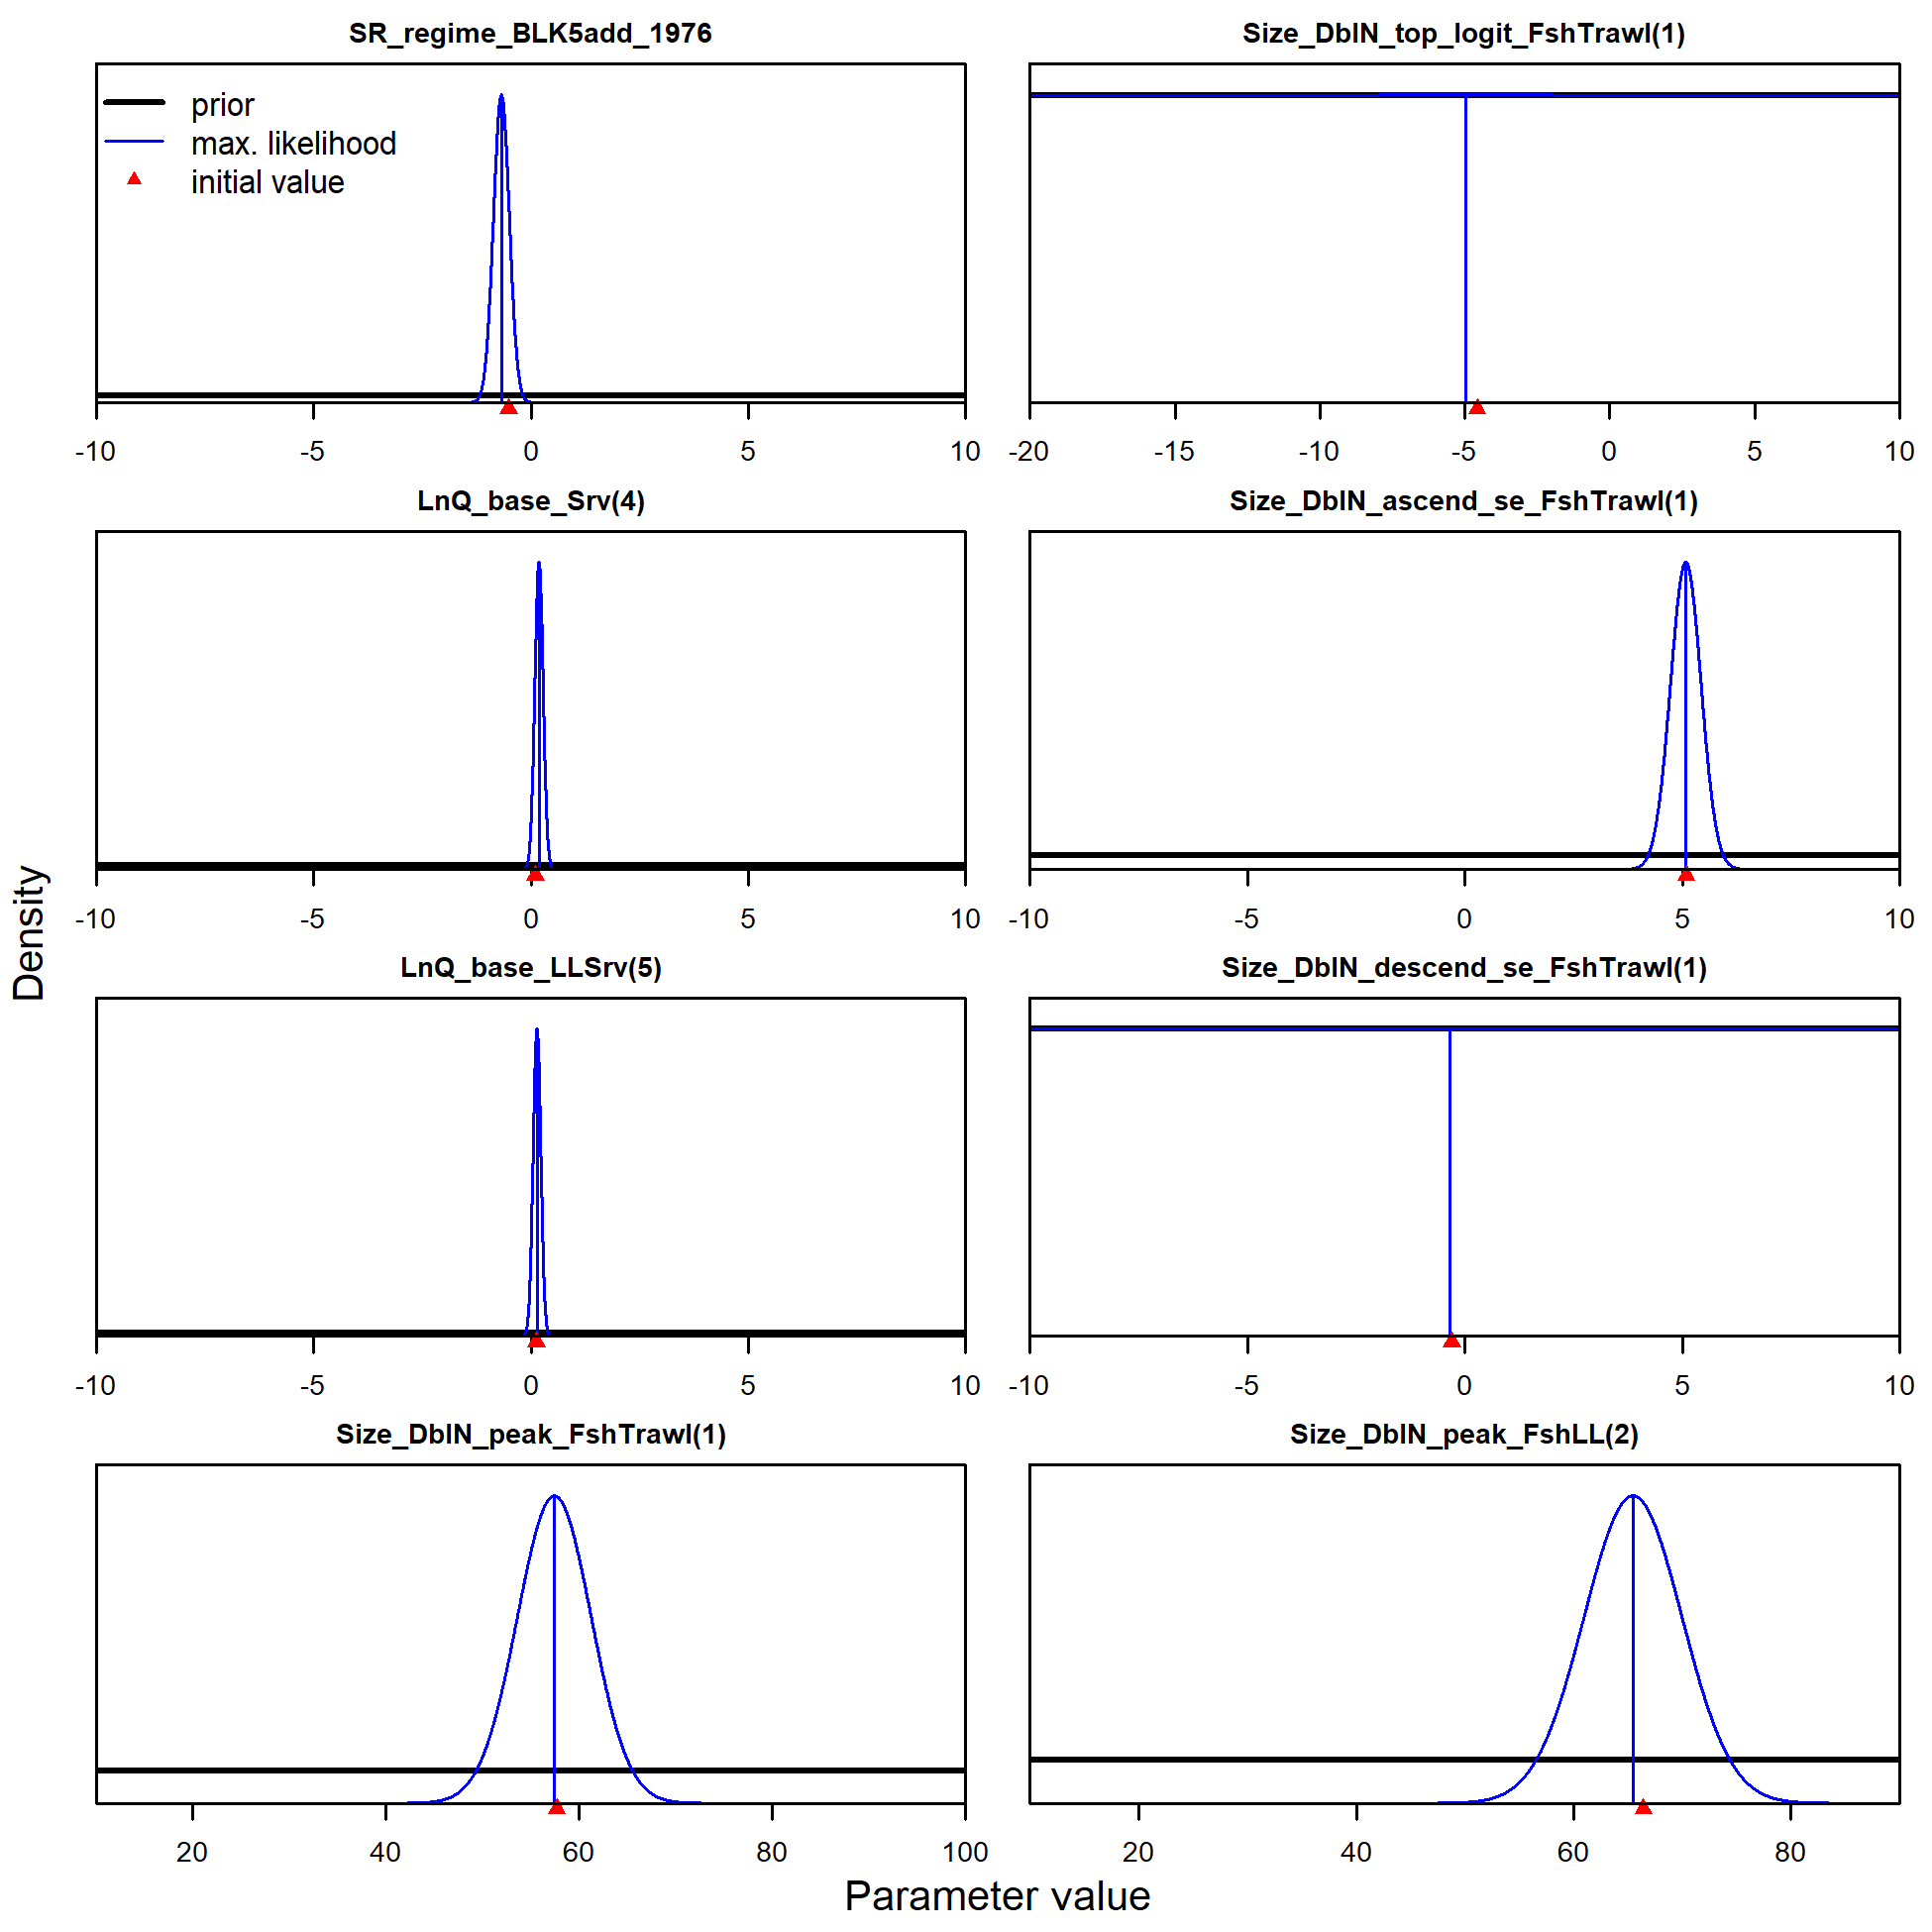 SR_regime_BLK5add_1976
prior
max. likelihood
initial value
-10 -5 0 5 10
Size_DblN_top_logit_FshTrawl(1)
-20 -15 -10 -5 0 5 10
LnQ_base_Srv(4)
-10 -5 0 5 10
Size_DblN_ascend_se_FshTrawl(1)
-10 -5 0 5 10
LnQ_base_LLSrv(5)
-10 -5 0 5 10
Size_DblN_descend_se_FshTrawl(1)
-10 -5 0 5 10
Size_DblN_peak_FshTrawl(1)
20 40 60 80 100
Size_DblN_peak_FshLL(2)
20 40 60 80
Density
Parameter value